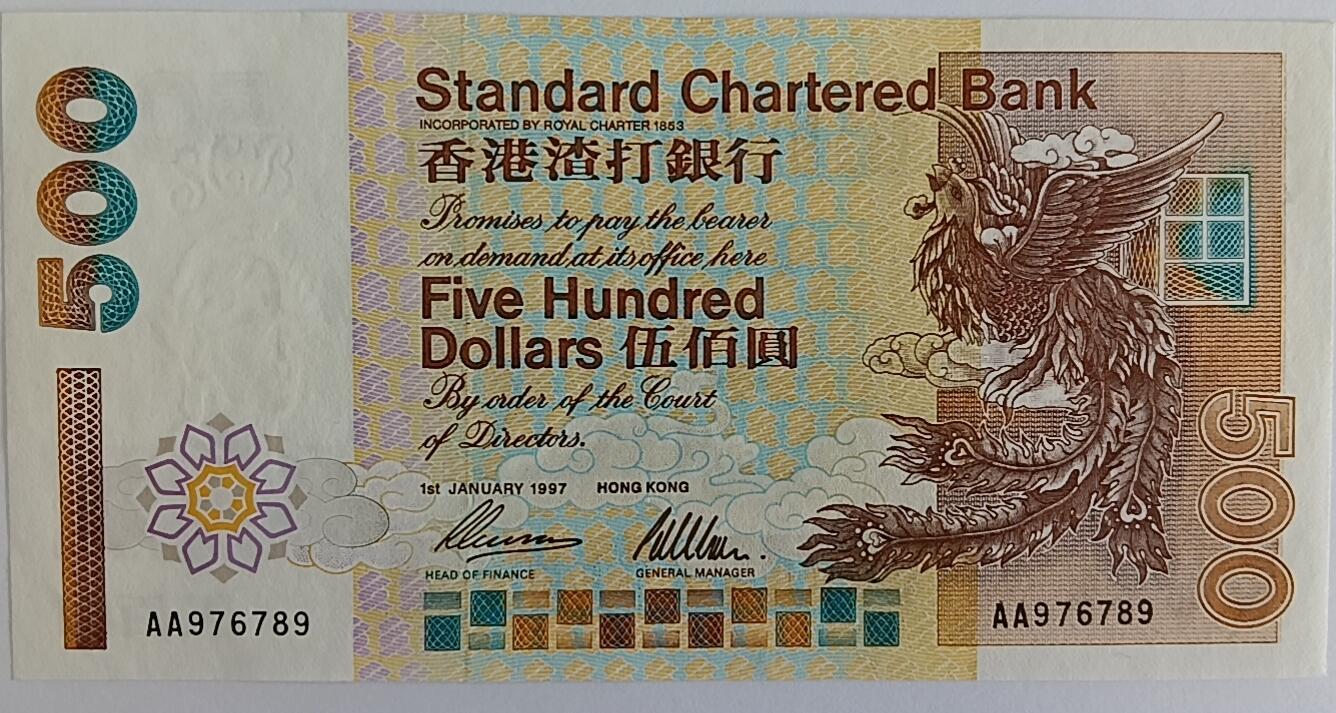 500
Standard Chartered Bank
INCORPORATED BY ROYAL CHARTER 1853
香港渣打銀行
Promises to pay the bearer
on demand at its office here
Five Hundred
Dollars 伍佰圓
By order of the Court
of Directors.
1st JANUARY 1997 HONG KONG
HEAD OF FINANCE GENERAL MANAGER
AA976789 AA976789
500